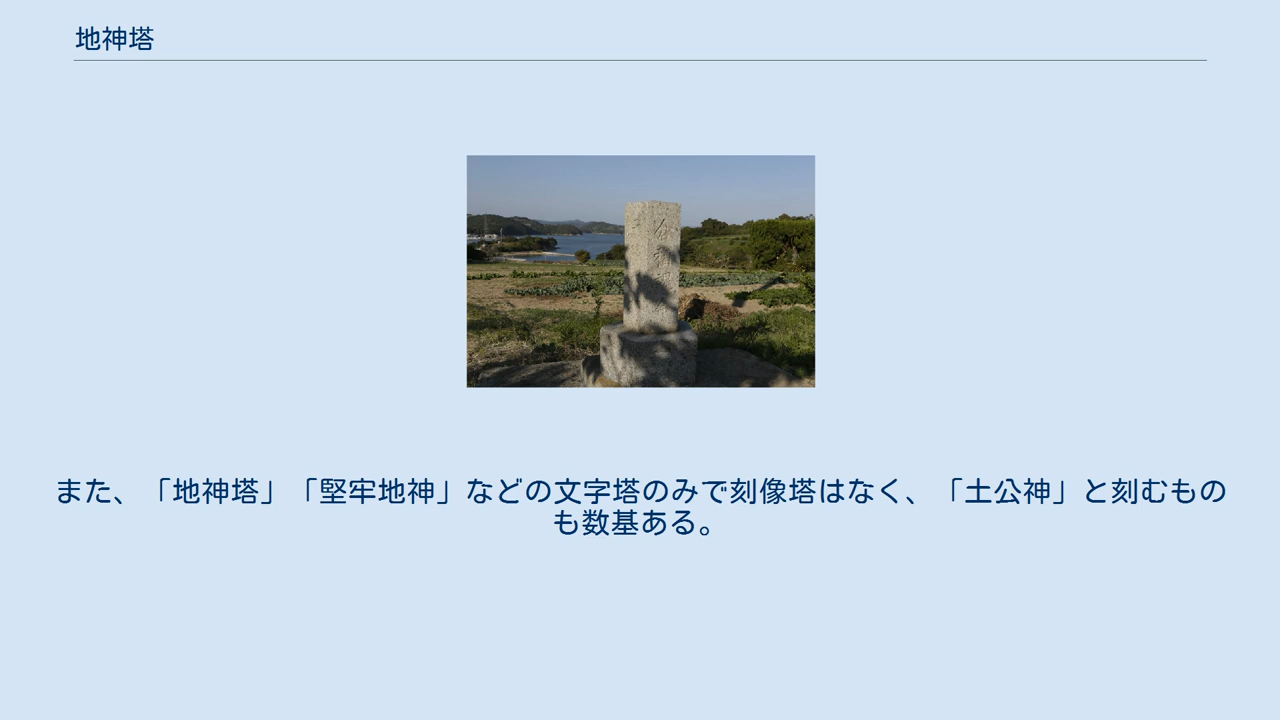 地神塔
また、「地神塔」「堅牢地神」などの文字塔のみで刻像塔はなく、「土公神」と刻むもの
も数基ある。